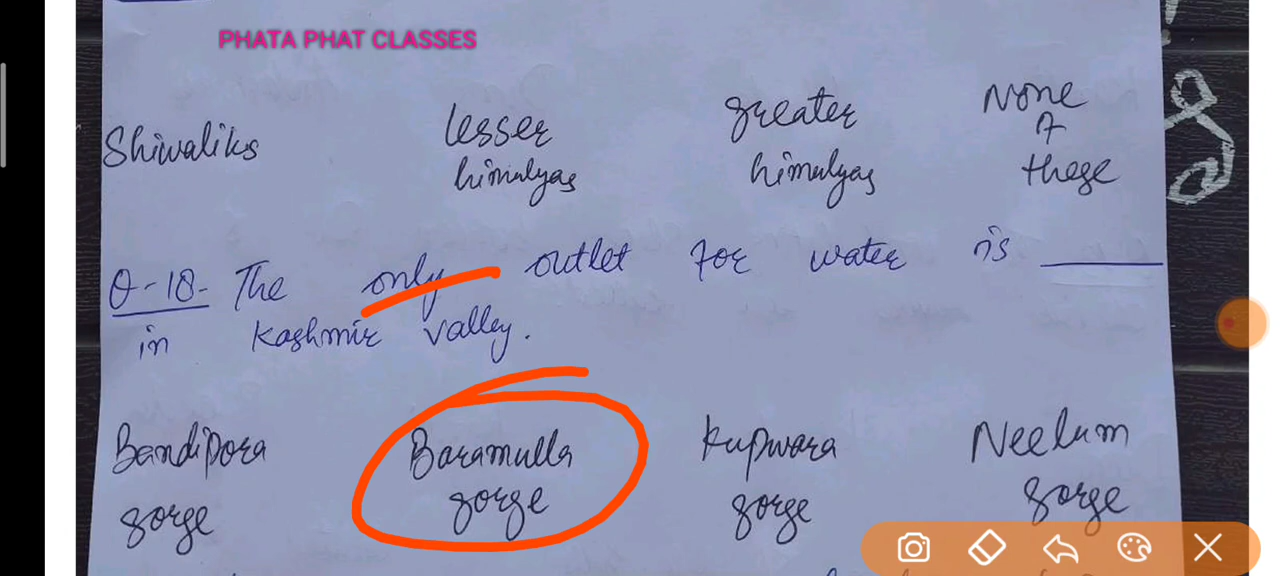 PHATA PHAT CLASSES
Shiwaliks lesser himalyas greater himalyas None of these
Q-18- The only outlet for water is ______
in Kashmir valley.
Bandipora gorge Baramulla gorge Kupwara gorge Neelum gorge